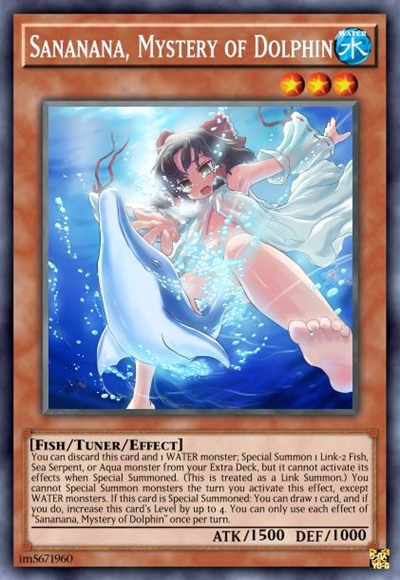 Sananana, Mystery of Dolphin
WATER
水
[Fish/Tuner/Effect]
You can discard this card and 1 WATER monster; Special Summon 1 Link-2 Fish,
Sea Serpent, or Aqua monster from your Extra Deck, but it cannot activate its
effects when Special Summoned. (This is treated as a Link Summon.) You
cannot Special Summon monsters the turn you activate this effect, except
WATER monsters. If this card is Special Summoned: You can draw 1 card, and if
you do, increase this card's Level by up to 4. You can only use each effect of
"Sananana, Mystery of Dolphin" once per turn.
ATK/1500 DEF/1000
im5671960